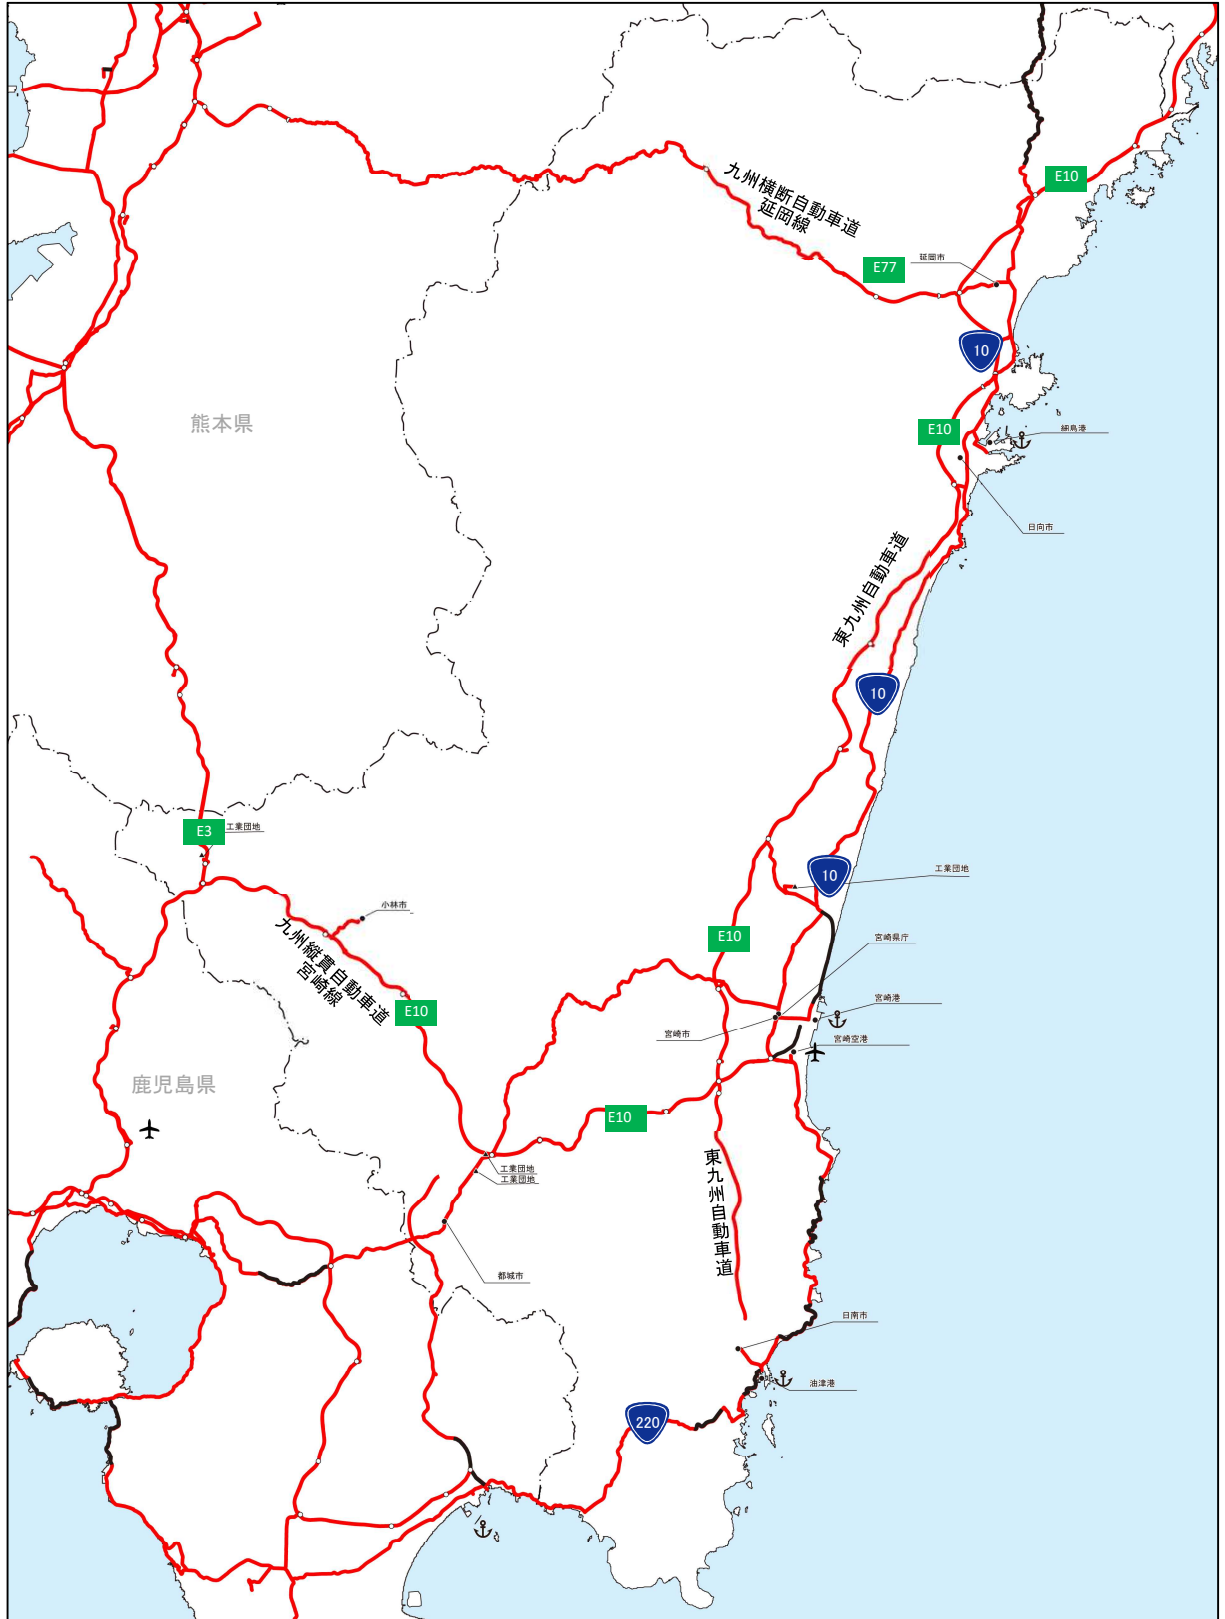 E10
九州横断自動車道
延岡線
延岡市
E77
10
熊本県
E10
細島港
日向市
東九州自動車道
10
E3
工業団地
10
工業団地
小林市
九州縦貫自動車道
宮崎線
E10
宮崎県庁
宮崎港
E10
宮崎市
宮崎空港
鹿児島県
E10
東九州自動車道
工業団地
工業団地
都城市
日南市
油津港
220